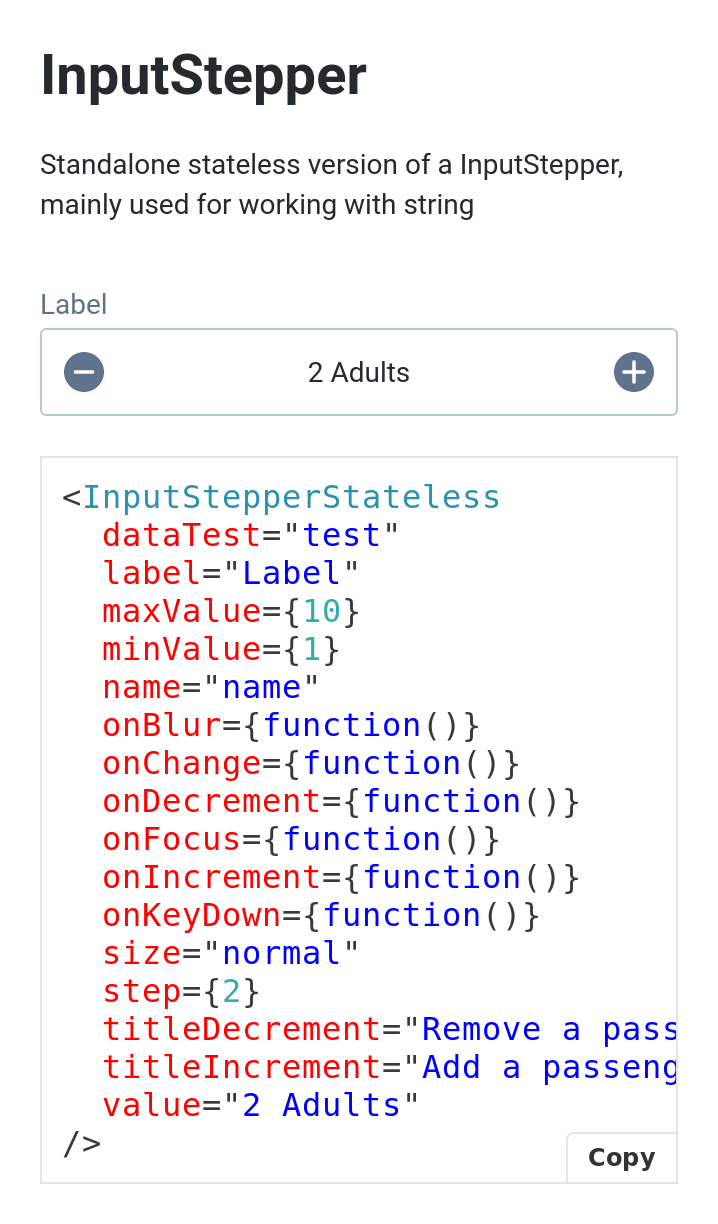 InputStepper
Standalone stateless version of a InputStepper,
mainly used for working with string
Label
2 Adults
<InputStepperStateless
  dataTest="test"
  label="Label"
  maxValue={10}
  minValue={1}
  name="name"
  onBlur={function()}
  onChange={function()}
  onDecrement={function()}
  onFocus={function()}
  onIncrement={function()}
  onKeyDown={function()}
  size="normal"
  step={2}
  titleDecrement="Remove a pass
  titleIncrement="Add a passeng
  value="2 Adults"
/>
Copy